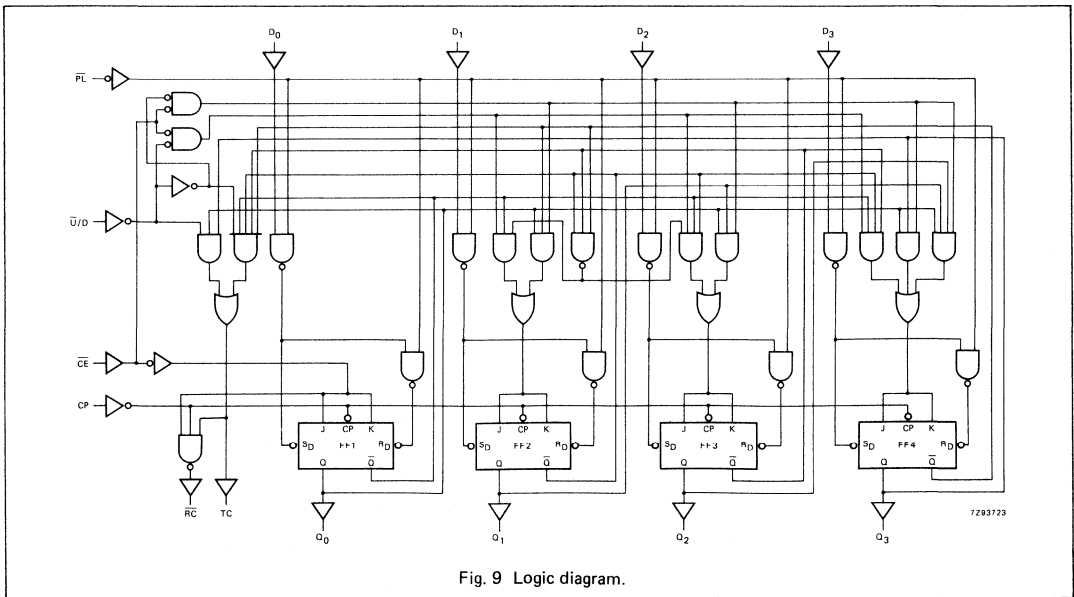 D0 D1 D2 D3
PL
U/D
CE
CP
J CP K J CP K J CP K J CP K
SD FF1 RD SD FF2 RD SD FF3 RD SD FF4 RD
Q Q Q Q Q Q Q Q
RC TC
7Z93723
Q0 Q1 Q2 Q3
Fig. 9 Logic diagram.